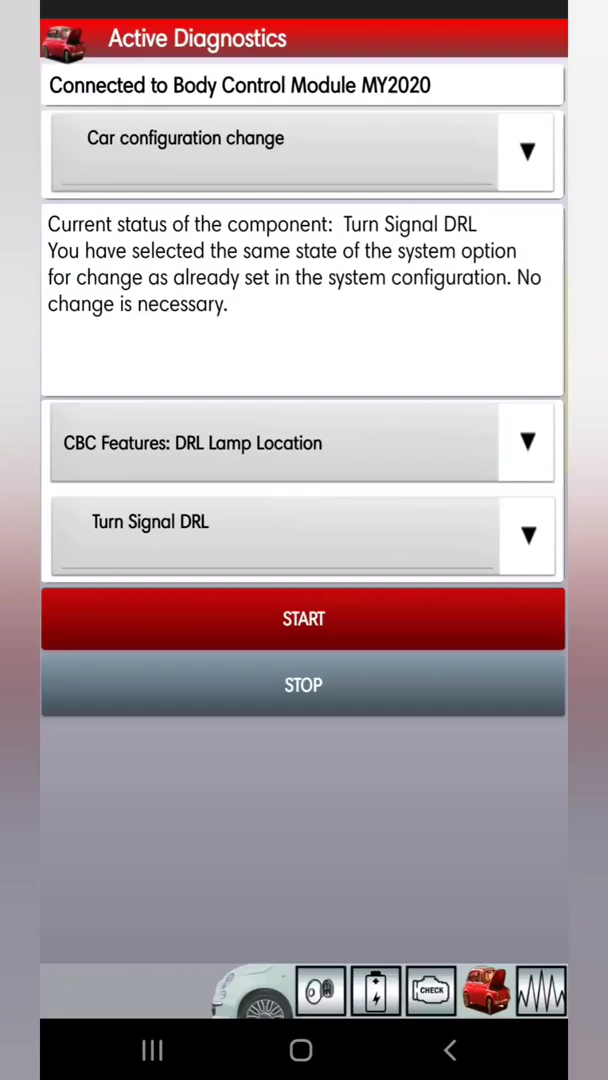 Active Diagnostics
Connected to Body Control Module MY2020
Car configuration change
Current status of the component:  Turn Signal DRL
You have selected the same state of the system option
for change as already set in the system configuration. No
change is necessary.
CBC Features: DRL Lamp Location
Turn Signal DRL
START
STOP
CHECK